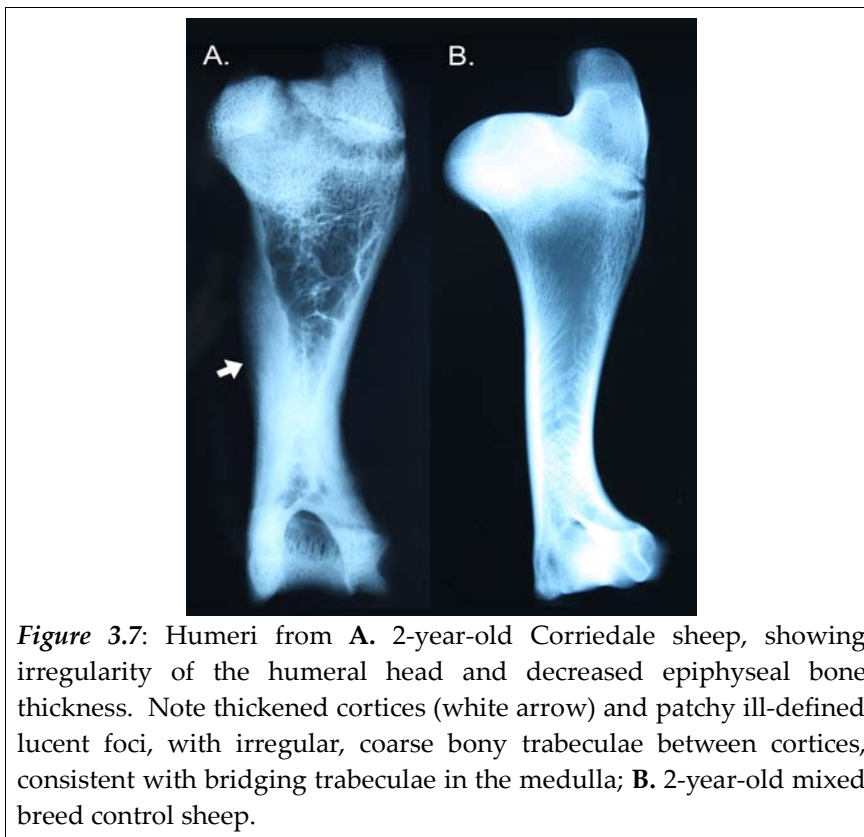 A.
B.
Figure 3.7: Humeri from A. 2-year-old Corriedale sheep, showing
irregularity of the humeral head and decreased epiphyseal bone
thickness. Note thickened cortices (white arrow) and patchy ill-defined
lucent foci, with irregular, coarse bony trabeculae between cortices,
consistent with bridging trabeculae in the medulla; B. 2-year-old mixed
breed control sheep.